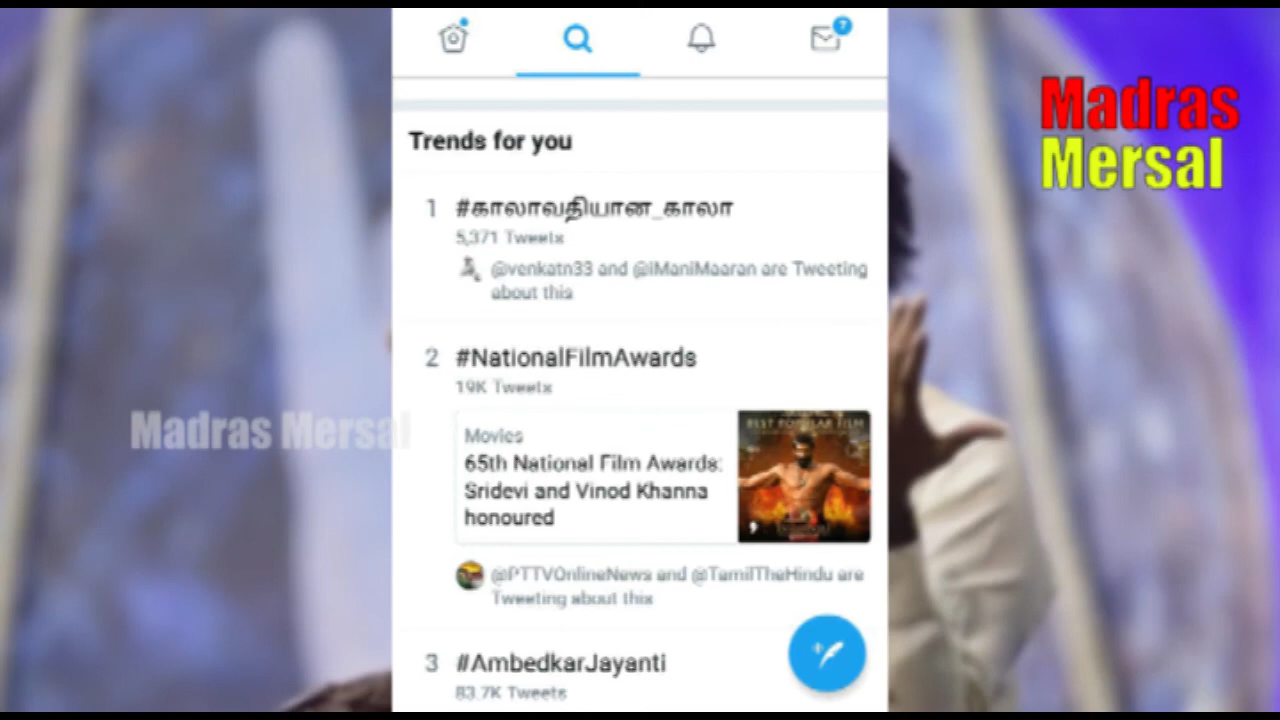 7
Madras
Mersal
Trends for you
1 #காலாவதியான_காலா
5,371 Tweets
@venkatn33 and @IManiMaaran are Tweeting
about this
2 #NationalFilmAwards
19K Tweets
Movies
65th National Film Awards:
Sridevi and Vinod Khanna
honoured
BEST POPULAR FILM
Madras Mersal
@PTTVOnlineNews and @TamilTheHindu are
Tweeting about this
3 #AmbedkarJayanti
83.7K Tweets